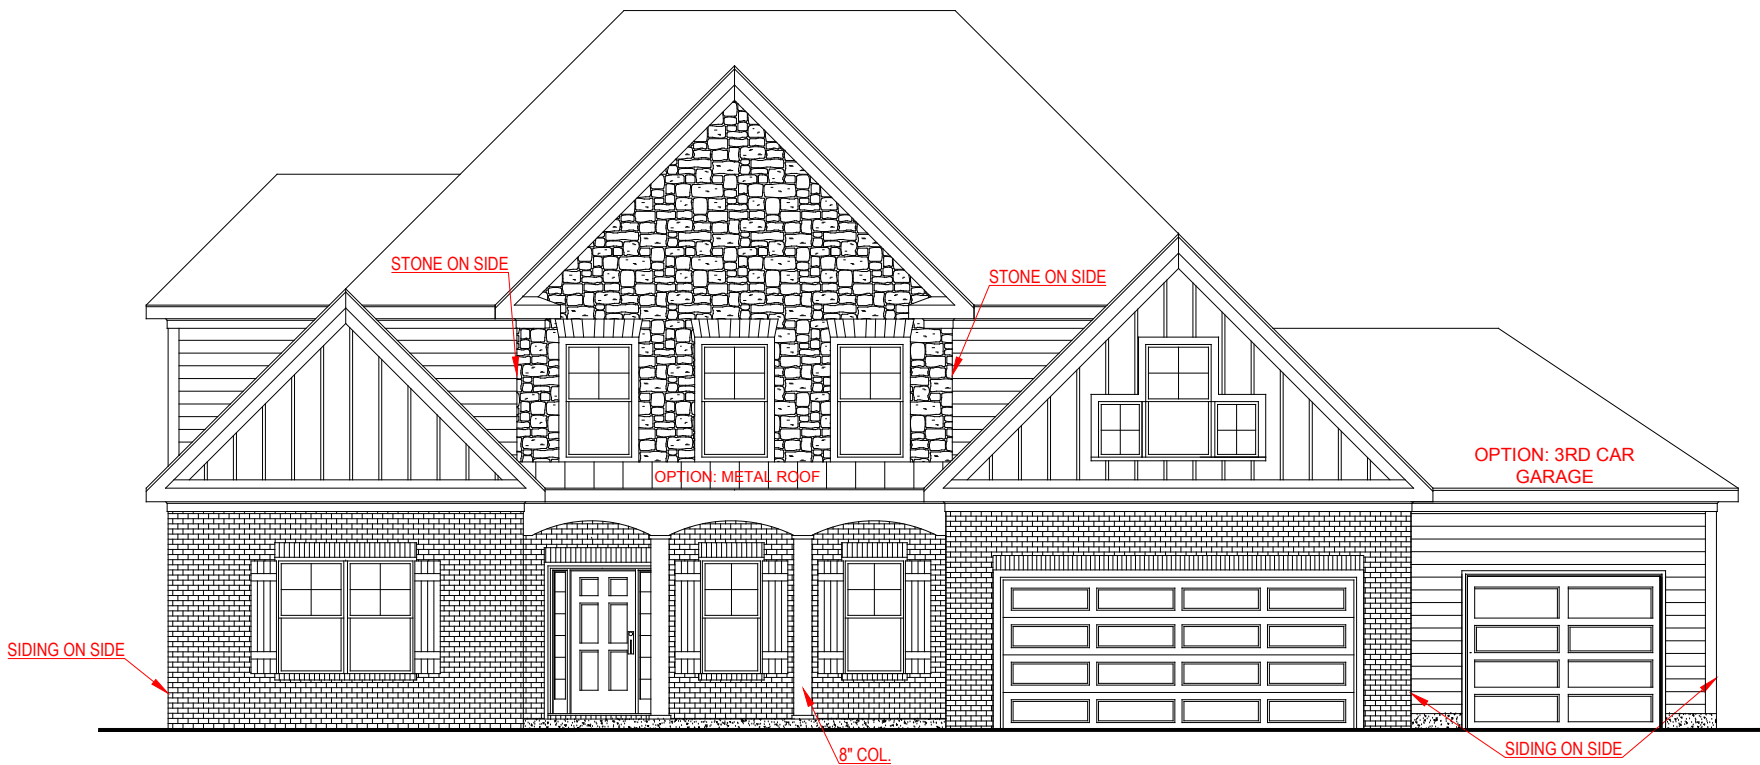 STONE ON SIDE
STONE ON SIDE
OPTION: METAL ROOF
OPTION: 3RD CAR
GARAGE
SIDING ON SIDE
8" COL.
SIDING ON SIDE